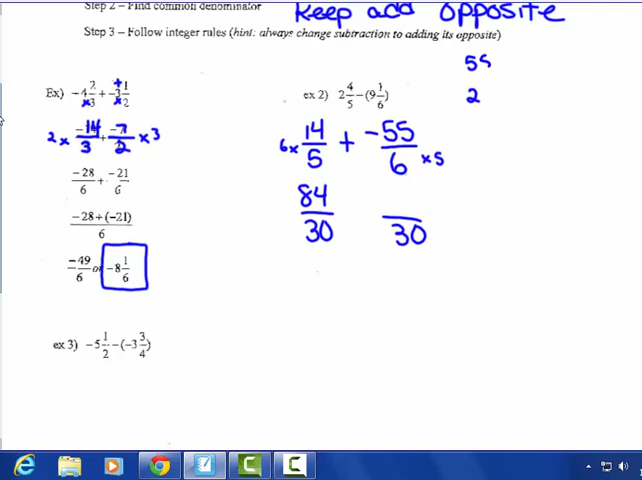 Step 2 – Find common denominator
Keep add opposite
Step 3 – Follow integer rules (hint: always change subtraction to adding its opposite)
55
2
Ex) -4 2/3 + -3 1/2
ex 2) 2 4/5 – (9 1/6)
2 x -14/3 + -7/2 x 3
6x 14/5 + -55/6 x 5
-28/6 + -21/6
84/30 /30
-28 + (-21)/6
-49/6 or -8 1/6
ex 3) -5 1/2 – (-3 3/4)